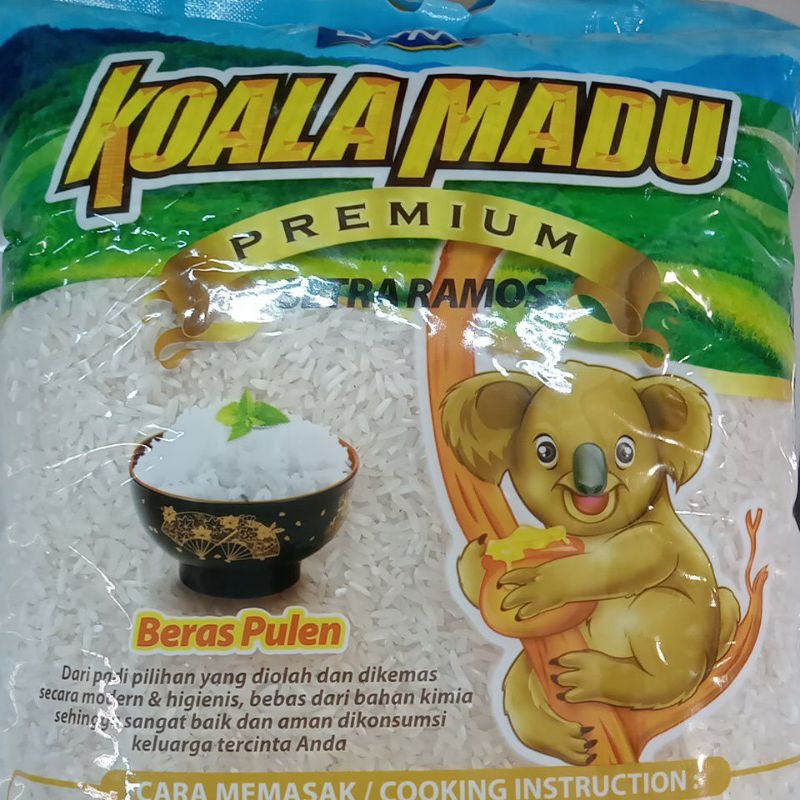 KOALA MADU
PREMIUM
SETRA RAMOS
Beras Pulen
Dari padi pilihan yang diolah dan dikemas
secara modern & higienis, bebas dari bahan kimia
sehingga sangat baik dan aman dikonsumsi
keluarga tercinta Anda
CARA MEMASAK / COOKING INSTRUCTION :